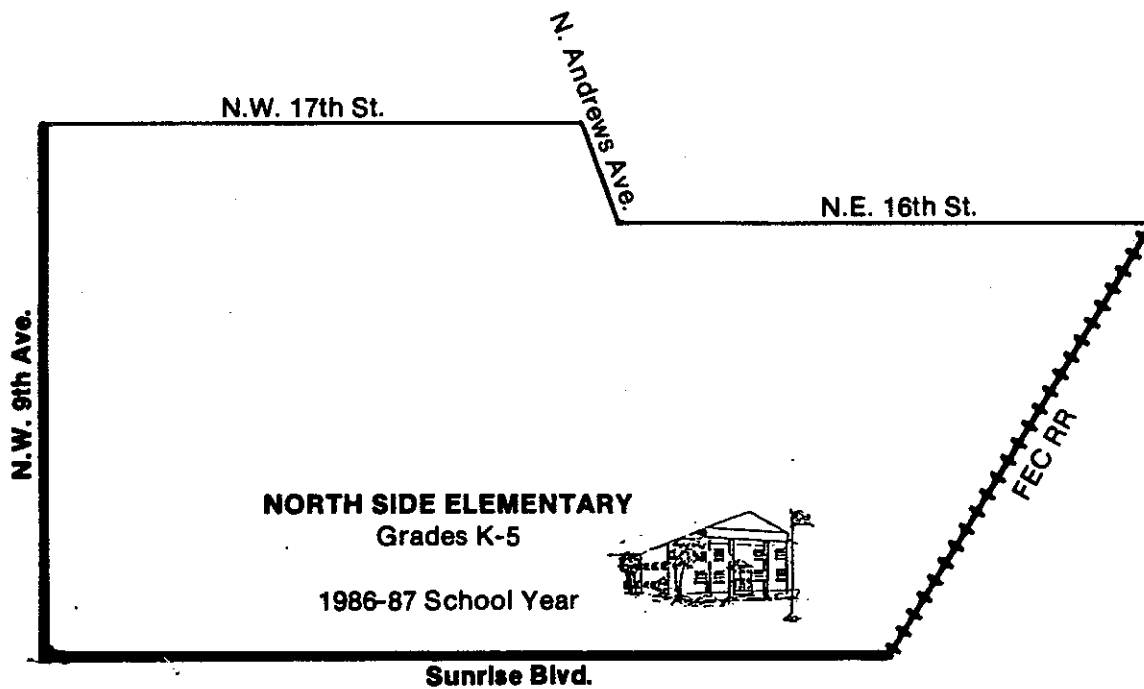 N. Andrews Ave.
N.W. 17th St.
N.E. 16th St.
N.W. 9th Ave.
FEC RR
NORTH SIDE ELEMENTARY
Grades K-5
1986-87 School Year
Sunrise Blvd.